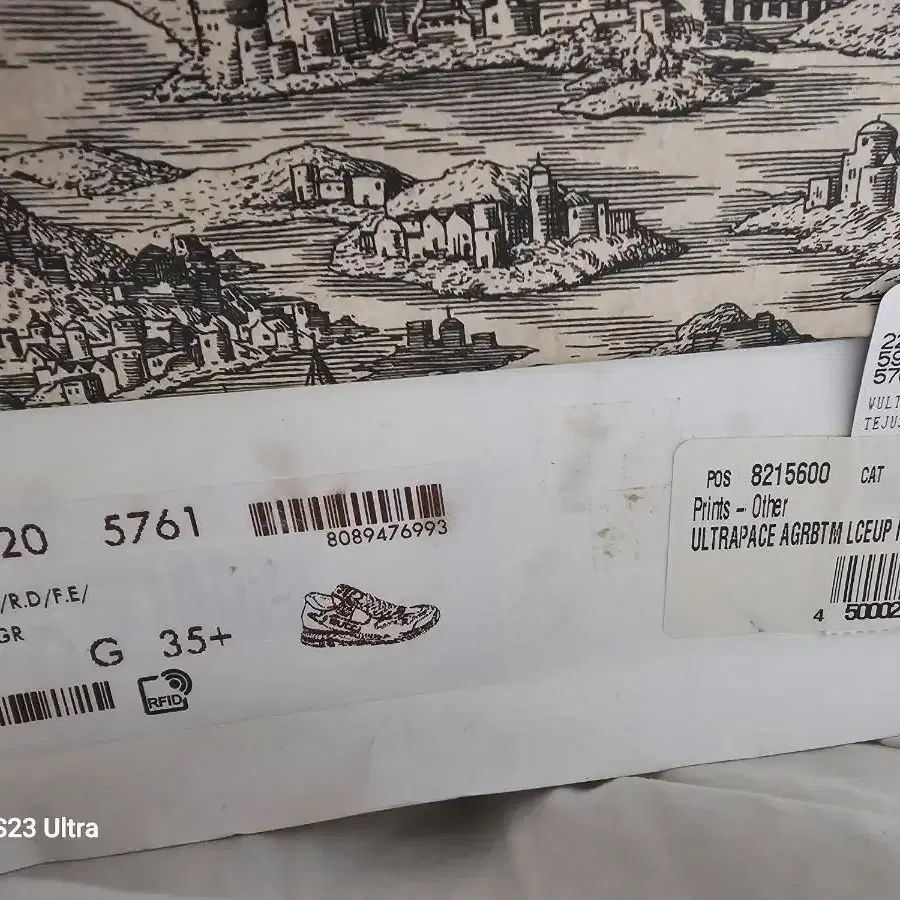 20 5761
8089476993
/R.D/F.E/
GR
G 35+
RFID
22
59
57
WULT
TEJU
POS 8215600 CAT
Prints - Other
ULTRAPACE AGRBTM LCEUP
4 50002
S23 Ultra